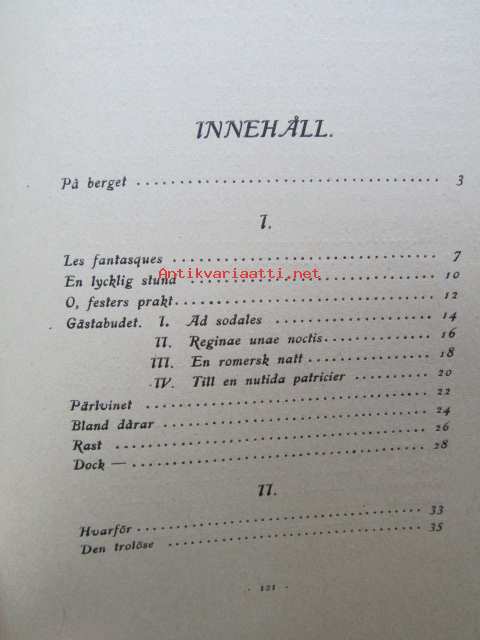 INNEHÅLL.
På berget 3
I.
Les fantasques 7
En lycklig stund 10
Antikvariaatti.net
O, festers prakt 12
Gästabudet. I. Ad sodales 14
II. Reginae unae noctis 16
III. En romersk natt 18
IV. Till en nutida patricier 20
Pärlvinet 22
Bland dårar 24
Rast 26
Dock — 28
II.
Hvarför 33
Den trolöse 35
- 121 -